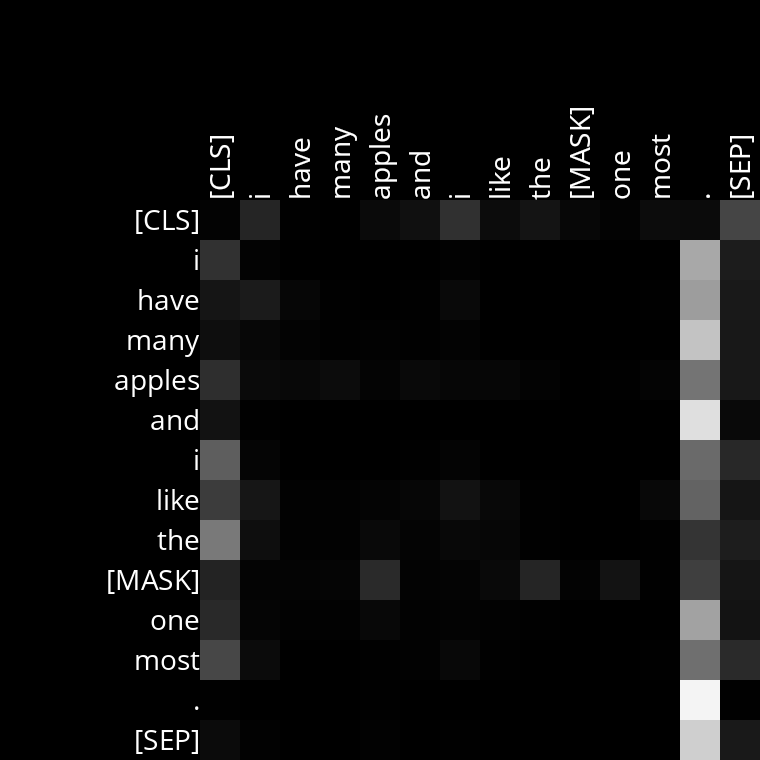 [CLS] i have many apples and i like the [MASK] one most . [SEP]
[CLS]
i
have
many
apples
and
i
like
the
[MASK]
one
most
.
[SEP]